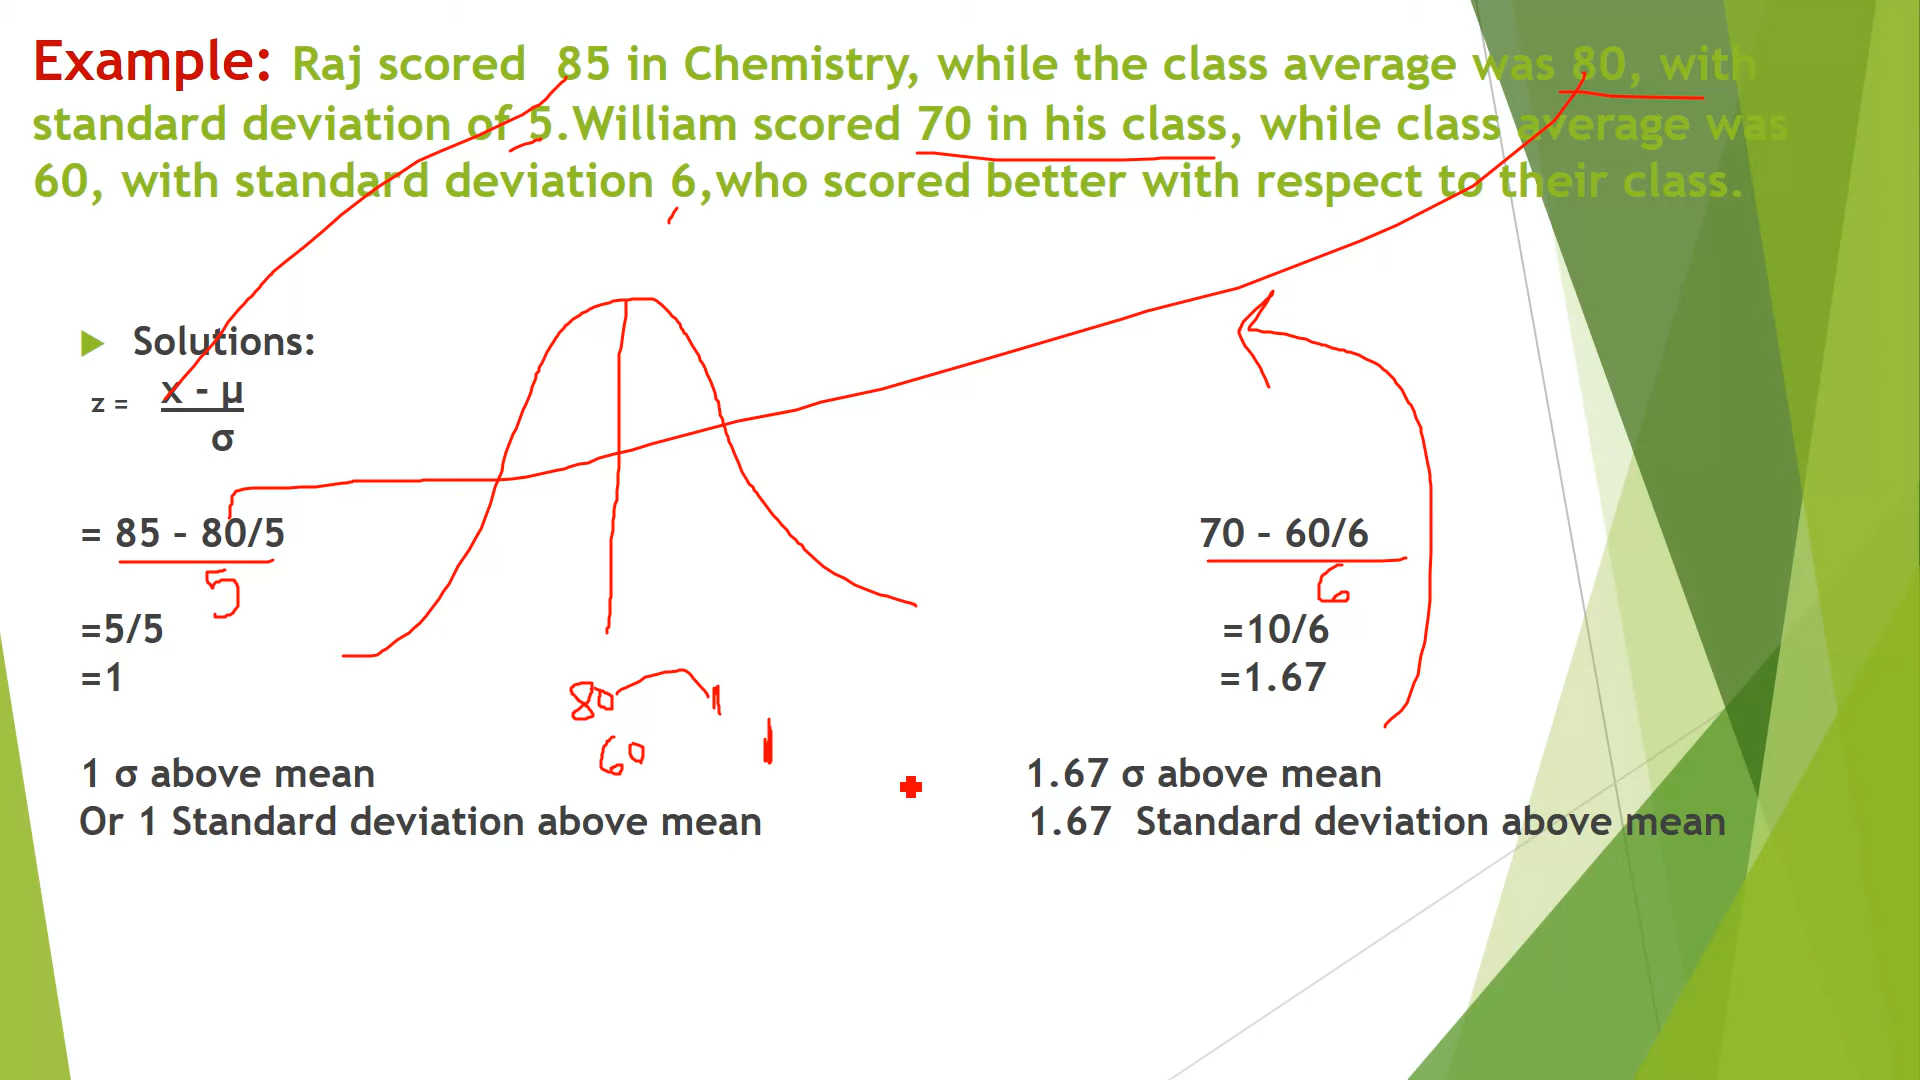 Example: Raj scored 85 in Chemistry, while the class average was 80, with
standard deviation of 5.William scored 70 in his class, while class average was
60, with standard deviation 6,who scored better with respect to their class.
Solutions:
z = x - μ
σ
= 85 – 80/5
5
=5/5
=1
1 σ above mean
Or 1 Standard deviation above mean
80 1
60 1
70 – 60/6
6
=10/6
=1.67
1.67 σ above mean
1.67 Standard deviation above mean